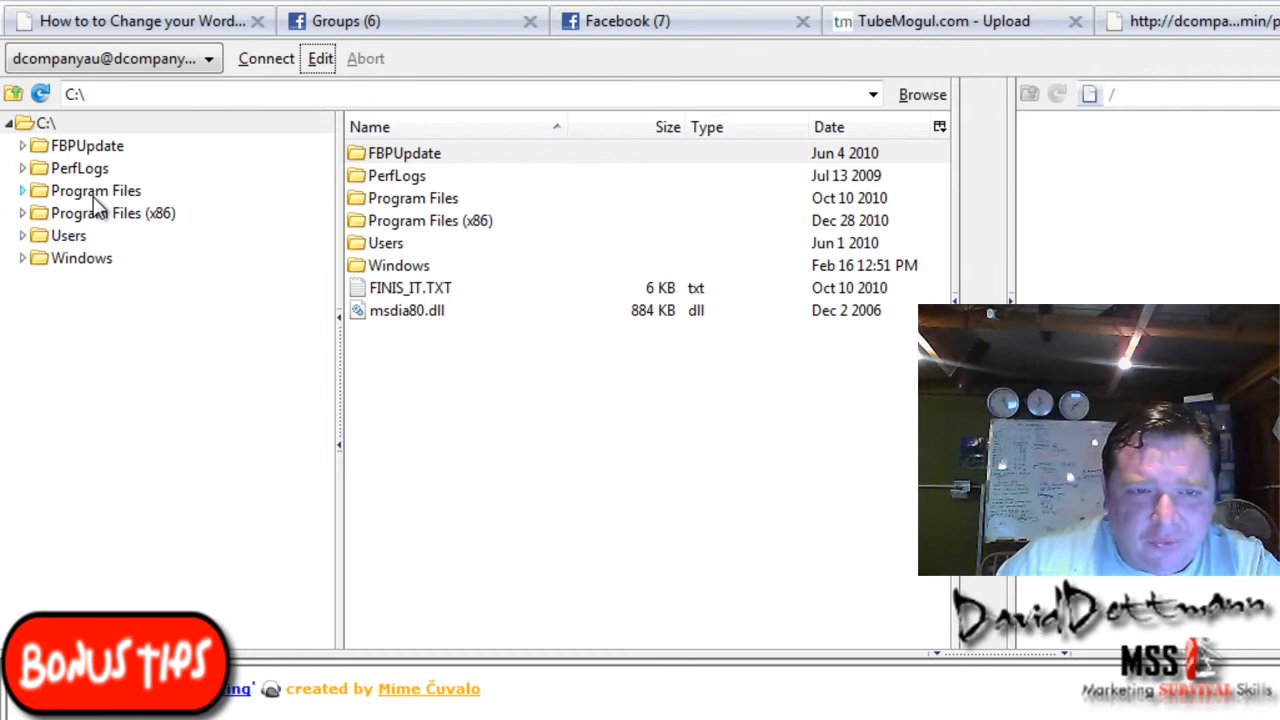 How to to Change your Word... Groups (6) Facebook (7) TubeMogul.com - Upload http://dcompa...min/p
dcompanyau@dcompany... Connect Edit Abort
C:\ Browse /
C:\ Name Size Type Date
FBPUpdate FBPUpdate Jun 4 2010
PerfLogs PerfLogs Jul 13 2009
Program Files Program Files Oct 10 2010
Program Files (x86) Program Files (x86) Dec 28 2010
Users Users Jun 1 2010
Windows Windows Feb 16 12:51 PM
FINIS_IT.TXT 6 KB txt Oct 10 2010
msdia80.dll 884 KB dll Dec 2 2006
DavidDettmann
BONUS TIPS
MSS
ing' created by Mime Čuvalo
Marketing SURVIVAL Skills